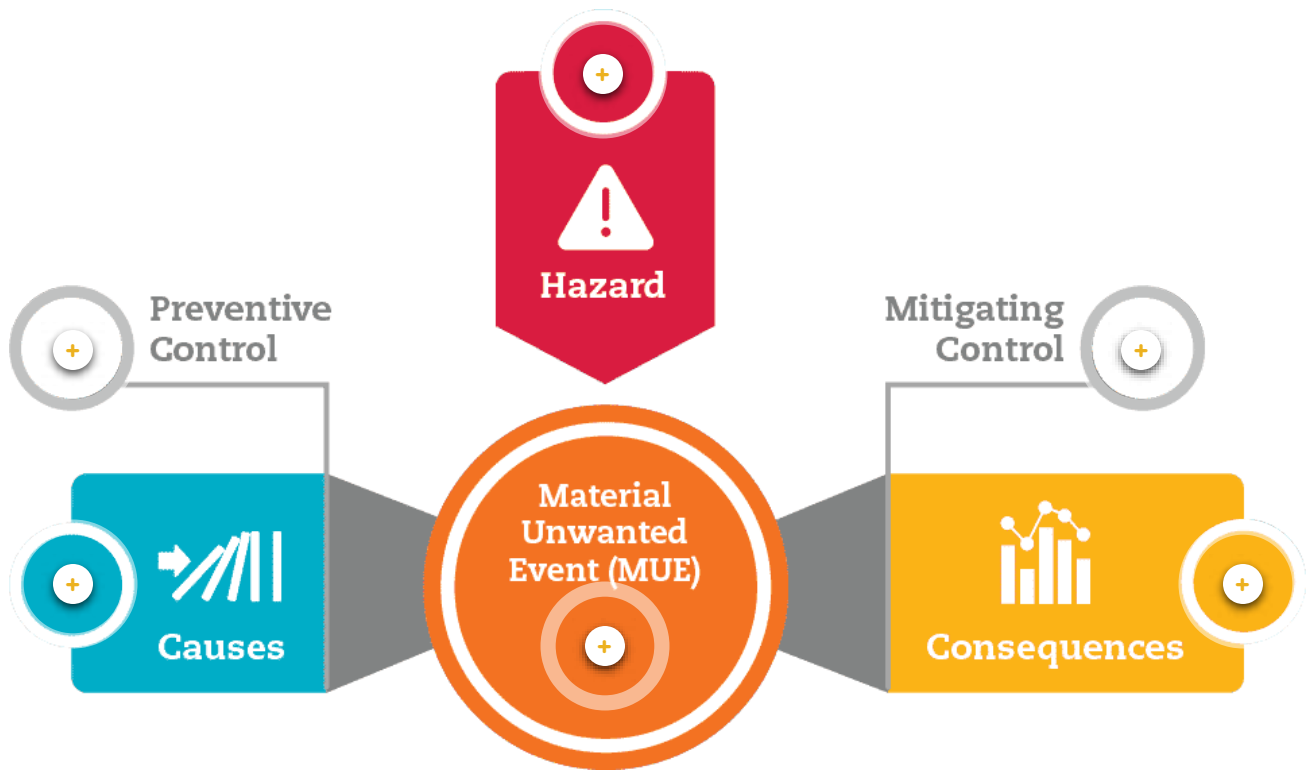 Hazard
Preventive
Control
Mitigating
Control
Material
Unwanted
Event (MUE)
Causes
Consequences